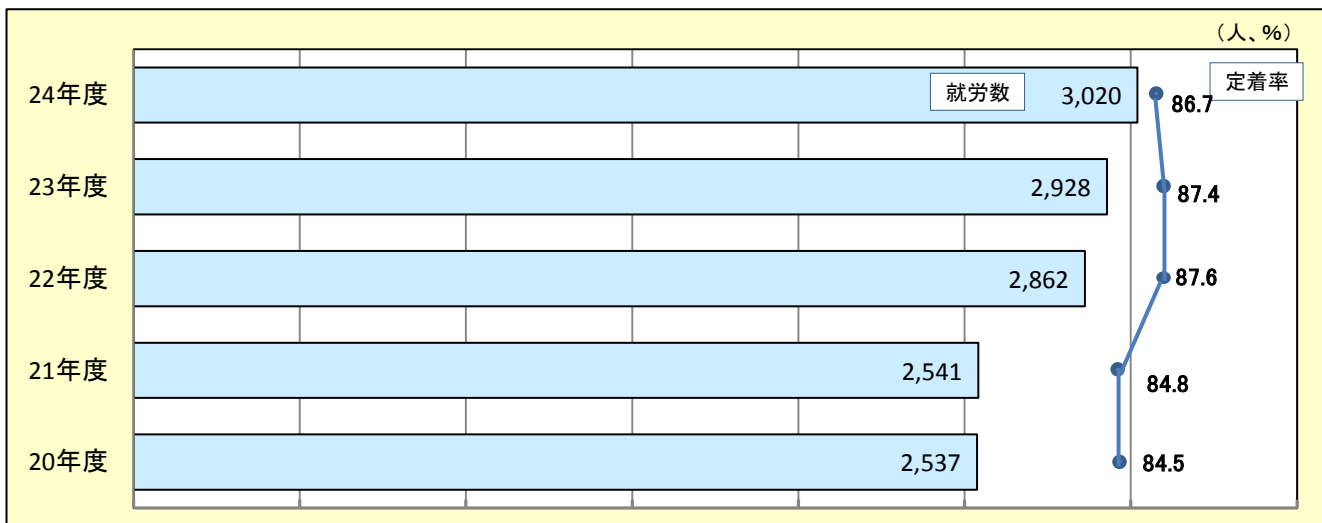 （人、%）
24年度 就労数 3,020 86.7 定着率
23年度 2,928 87.4
22年度 2,862 87.6
21年度 2,541 84.8
20年度 2,537 84.5